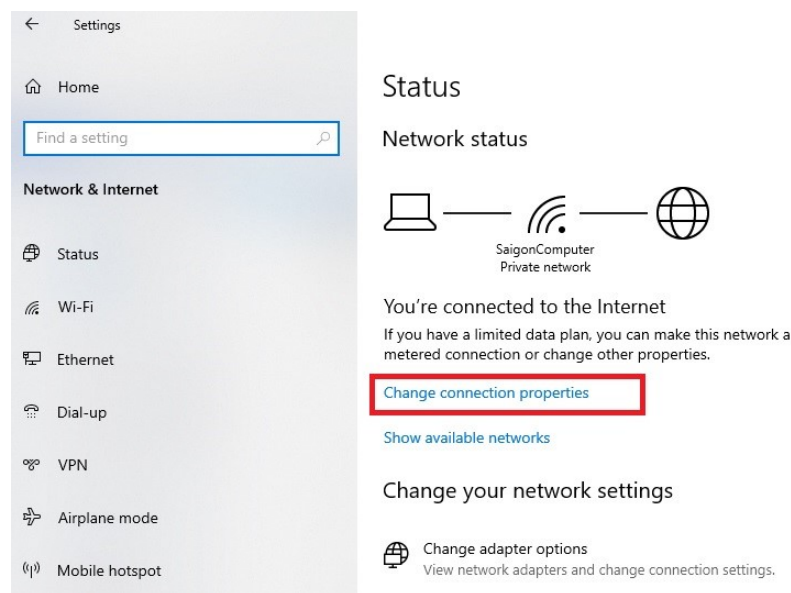 Settings
Home
Find a setting
Network & Internet
Status
Wi-Fi
Ethernet
Dial-up
VPN
Airplane mode
Mobile hotspot
Status
Network status
SaigonComputer
Private network
You're connected to the Internet
If you have a limited data plan, you can make this network a
metered connection or change other properties.
Change connection properties
Show available networks
Change your network settings
Change adapter options
View network adapters and change connection settings.